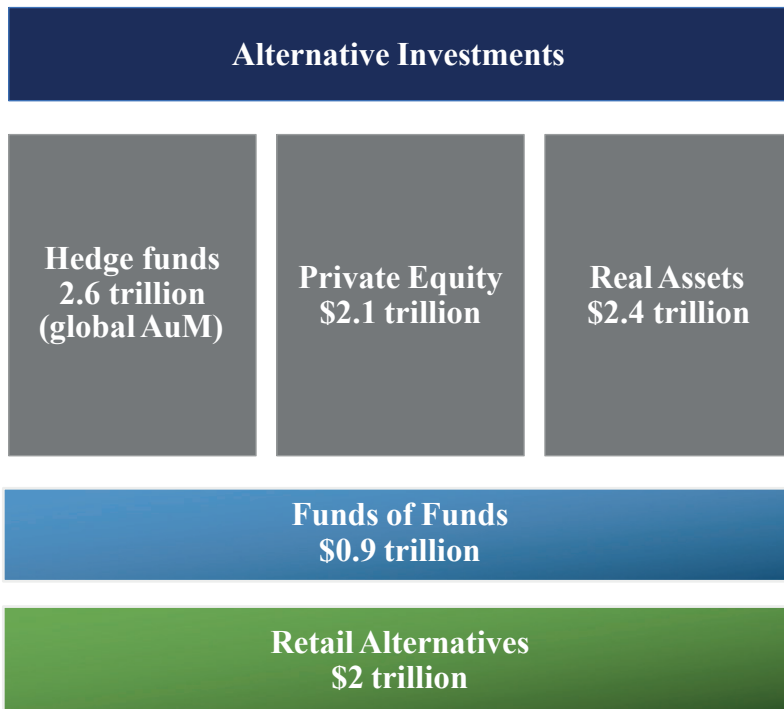 Alternative Investments
Hedge funds
2.6 trillion
(global AuM)
Private Equity
$2.1 trillion
Real Assets
$2.4 trillion
Funds of Funds
$0.9 trillion
Retail Alternatives
$2 trillion